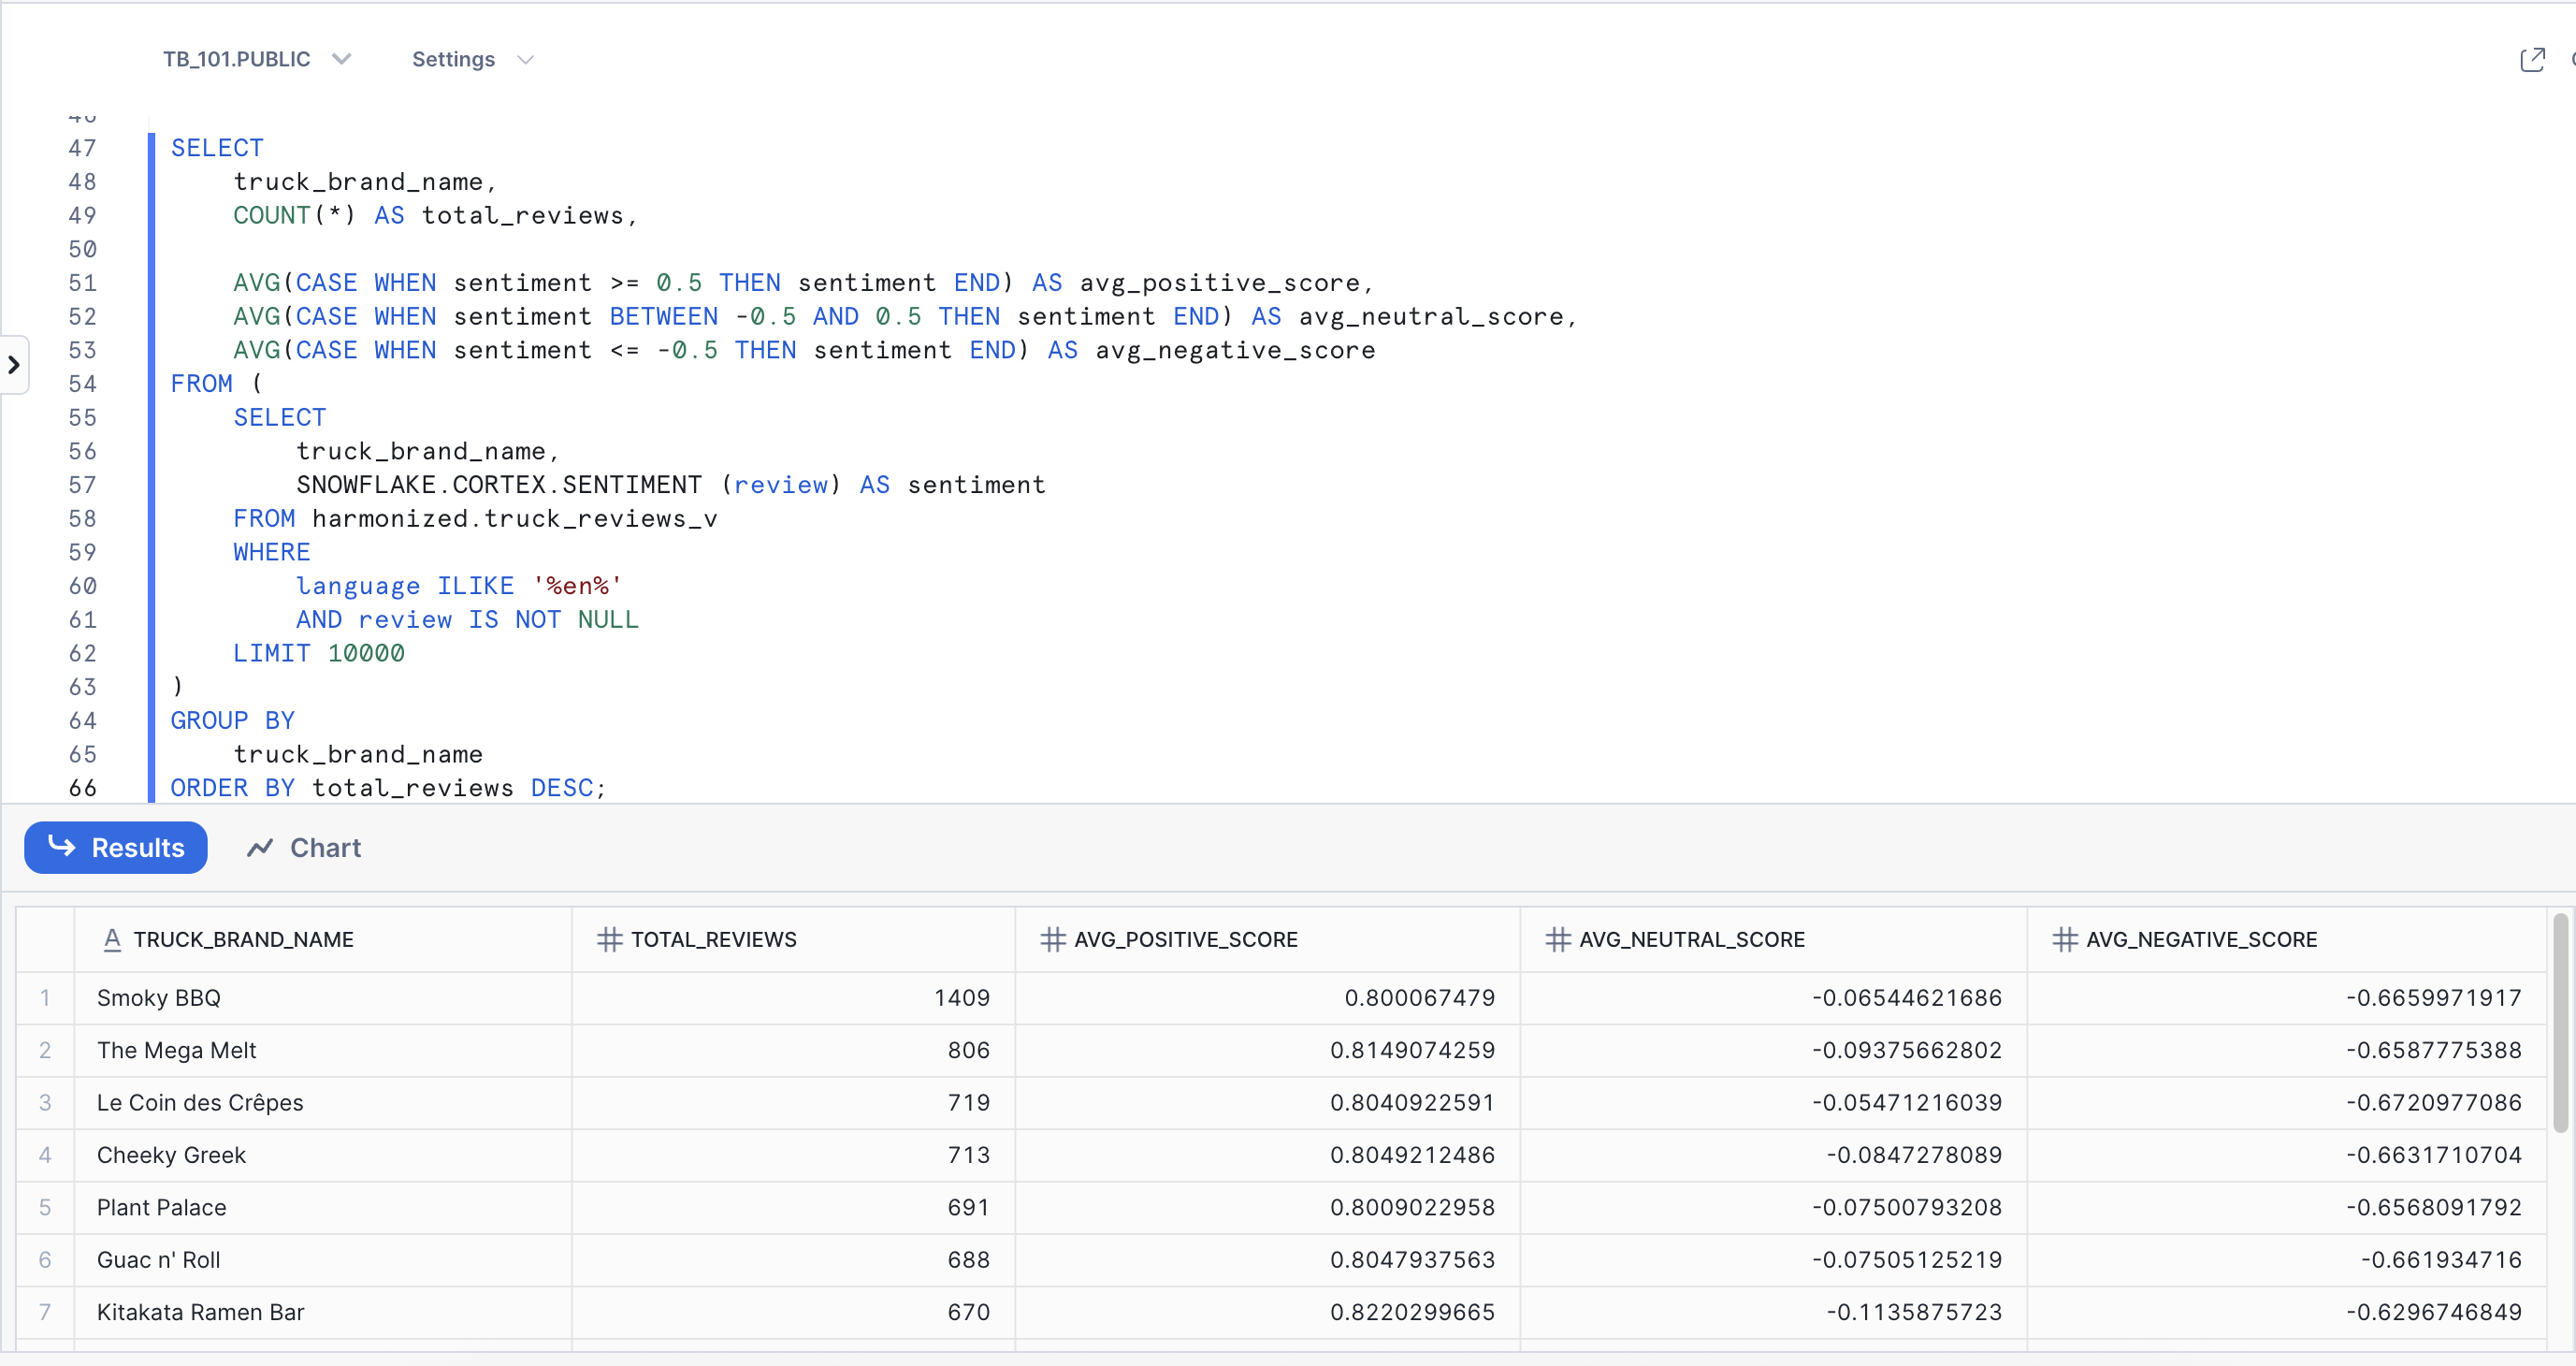 TB_101.PUBLIC Settings
47 SELECT
48 truck_brand_name,
49 COUNT(*) AS total_reviews,
50
51 AVG(CASE WHEN sentiment >= 0.5 THEN sentiment END) AS avg_positive_score,
52 AVG(CASE WHEN sentiment BETWEEN -0.5 AND 0.5 THEN sentiment END) AS avg_neutral_score,
53 AVG(CASE WHEN sentiment <= -0.5 THEN sentiment END) AS avg_negative_score
54 FROM (
55 SELECT
56 truck_brand_name,
57 SNOWFLAKE.CORTEX.SENTIMENT (review) AS sentiment
58 FROM harmonized.truck_reviews_v
59 WHERE
60 language ILIKE '%en%'
61 AND review IS NOT NULL
62 LIMIT 10000
63 )
64 GROUP BY
65 truck_brand_name
66 ORDER BY total_reviews DESC;
Results Chart
TRUCK_BRAND_NAME TOTAL_REVIEWS AVG_POSITIVE_SCORE AVG_NEUTRAL_SCORE AVG_NEGATIVE_SCORE
1 Smoky BBQ 1409 0.800067479 -0.06544621686 -0.6659971917
2 The Mega Melt 806 0.8149074259 -0.09375662802 -0.6587775388
3 Le Coin des Crêpes 719 0.8040922591 -0.05471216039 -0.6720977086
4 Cheeky Greek 713 0.8049212486 -0.0847278089 -0.6631710704
5 Plant Palace 691 0.8009022958 -0.07500793208 -0.6568091792
6 Guac n' Roll 688 0.8047937563 -0.07505125219 -0.661934716
7 Kitakata Ramen Bar 670 0.8220299665 -0.1135875723 -0.6296746849